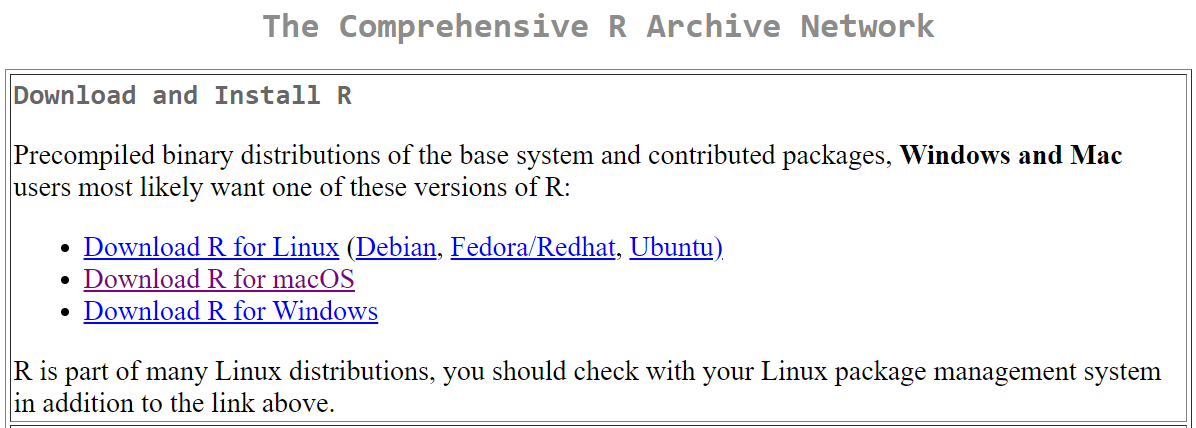 The Comprehensive R Archive Network
Download and Install R
Precompiled binary distributions of the base system and contributed packages, Windows and Mac
users most likely want one of these versions of R:
• Download R for Linux (Debian, Fedora/Redhat, Ubuntu)
• Download R for macOS
• Download R for Windows
R is part of many Linux distributions, you should check with your Linux package management system
in addition to the link above.